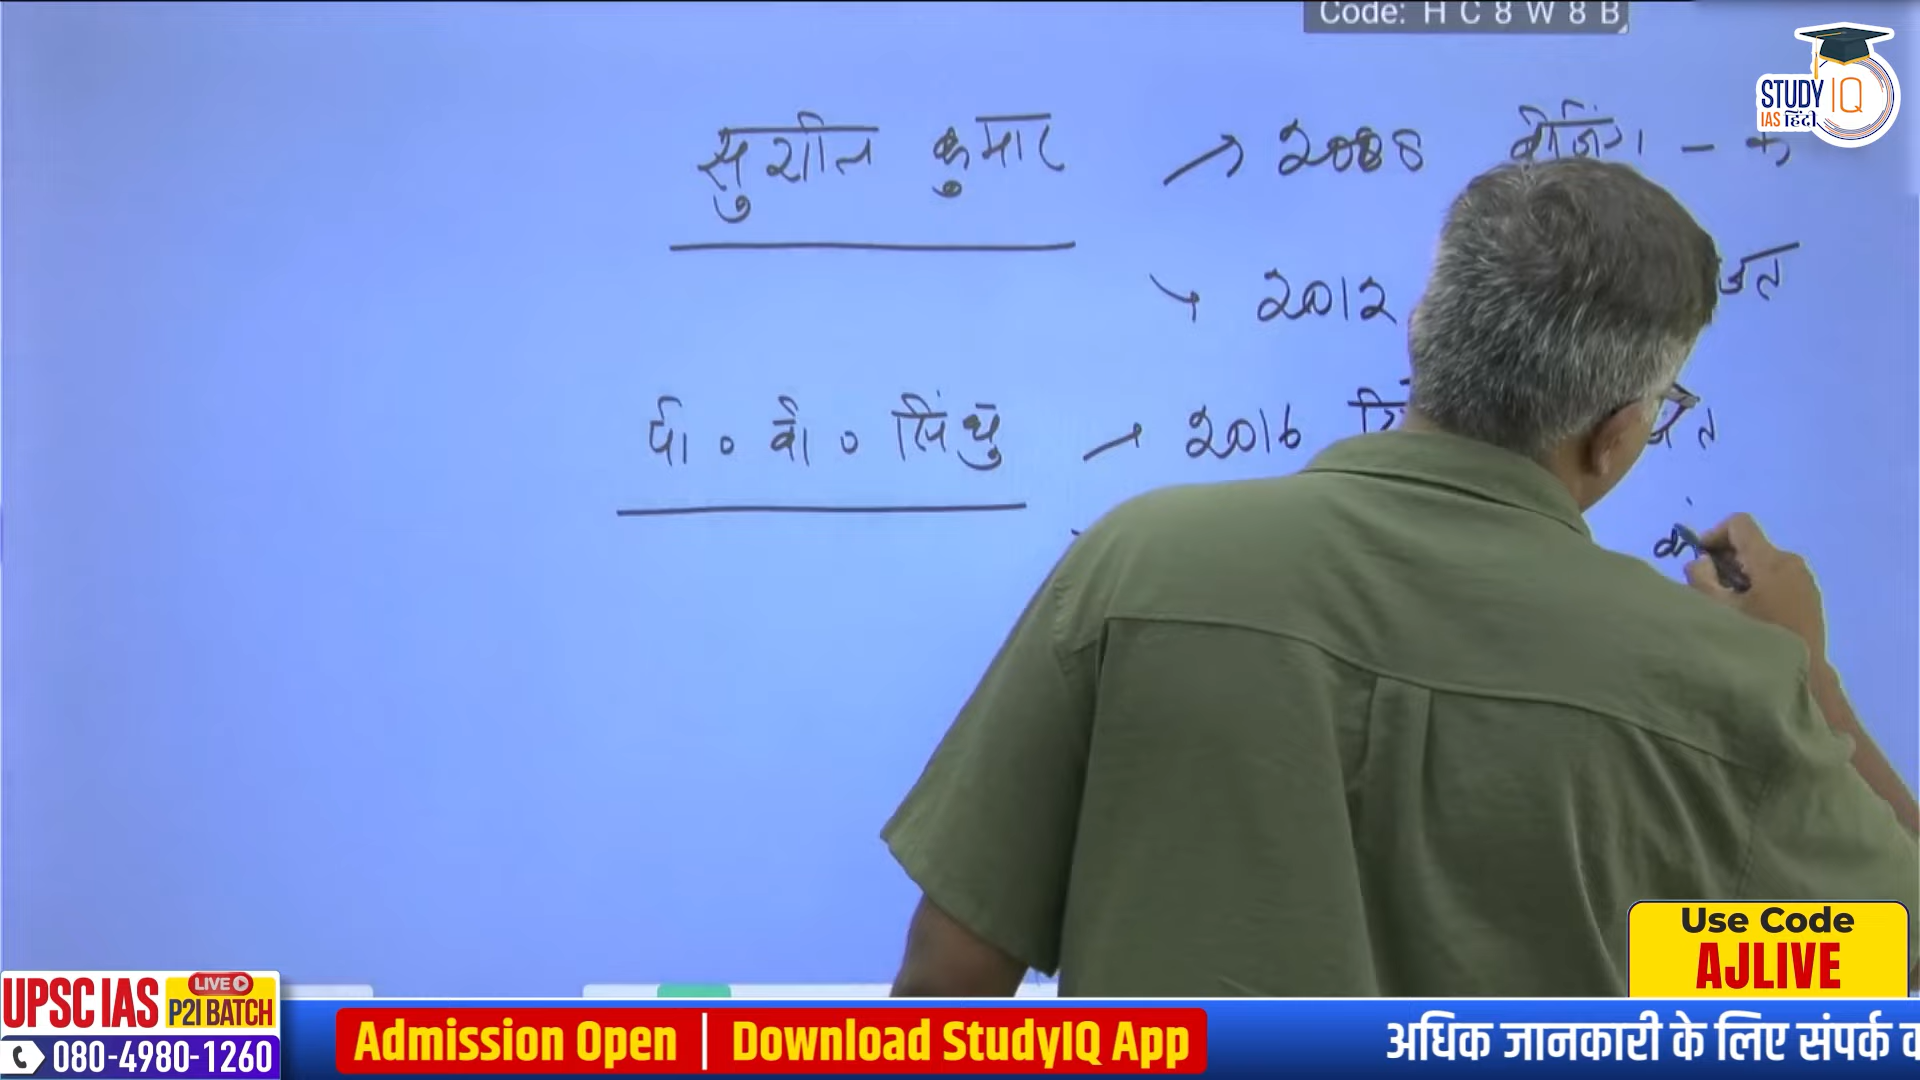 Code: H C 8 W 8 B
STUDY IQ
IAS हिंदी
सुशील कुमार → 2008 बीजिंग -
→ 2012
पी० वी० सिंधु → 2016
Use Code
AJLIVE
UPSC IAS LIVE P2I BATCH
080-4980-1260
Admission Open | Download StudyIQ App
अधिक जानकारी के लिए संपर्क